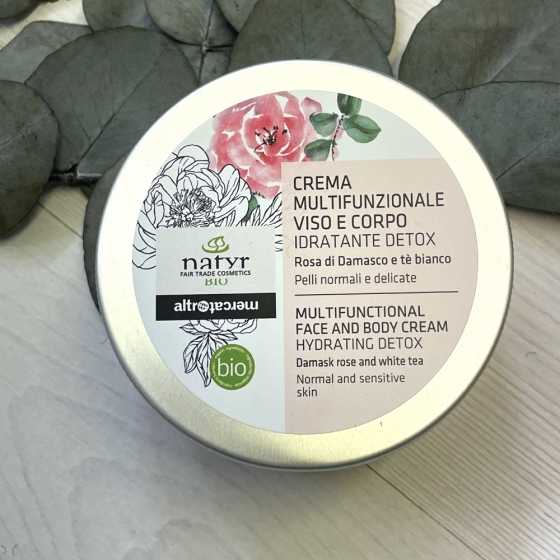 CREMA
MULTIFUNZIONALE
VISO E CORPO
IDRATANTE DETOX
Rosa di Damasco e tè bianco
Pelli normali e delicate
MULTIFUNCTIONAL
FACE AND BODY CREAM
HYDRATING DETOX
Damask rose and white tea
Normal and sensitive
skin
natyr
FAIR TRADE COSMETICS
BIO
altromercato
bio